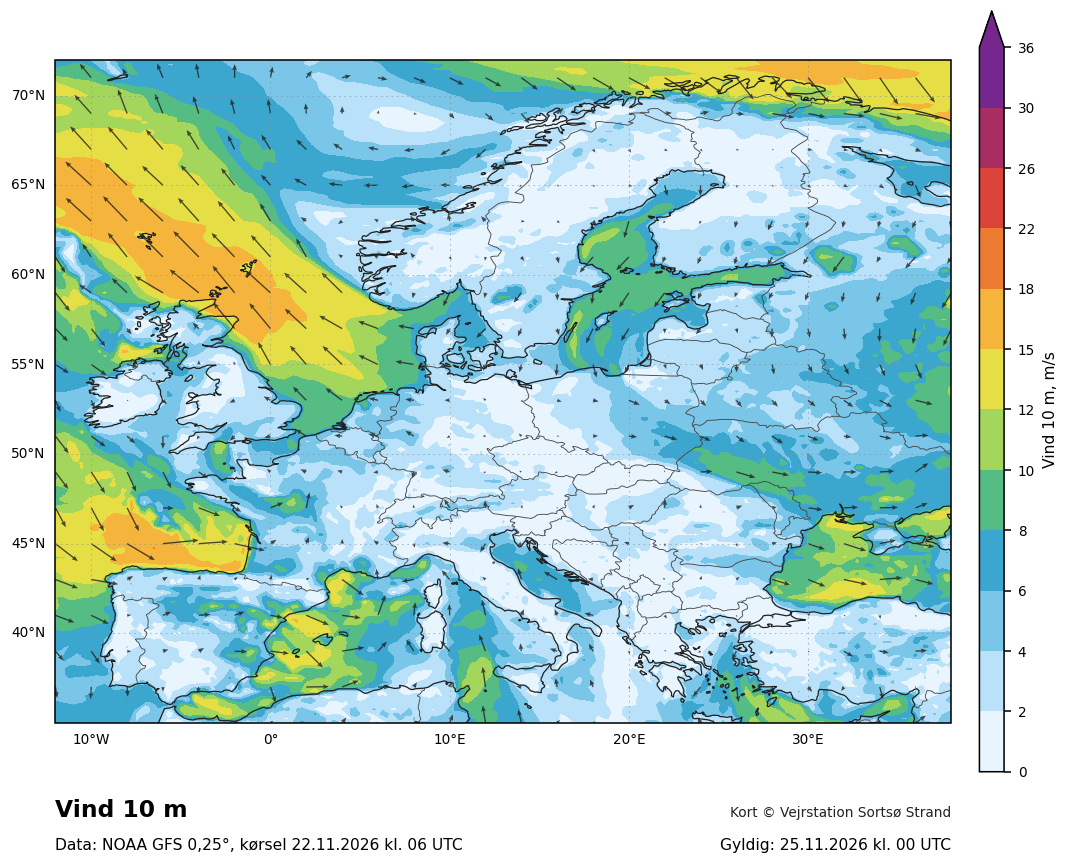 36
70°N
30
26
65°N
22
60°N
18
15
55°N
12
Vind 10 m, m/s
50°N
10
8
45°N
6
40°N
4
2
10°W 0° 10°E 20°E 30°E
0
Vind 10 m
Kort © Vejrstation Sortsø Strand
Data: NOAA GFS 0,25°, kørsel 22.11.2026 kl. 06 UTC
Gyldig: 25.11.2026 kl. 00 UTC